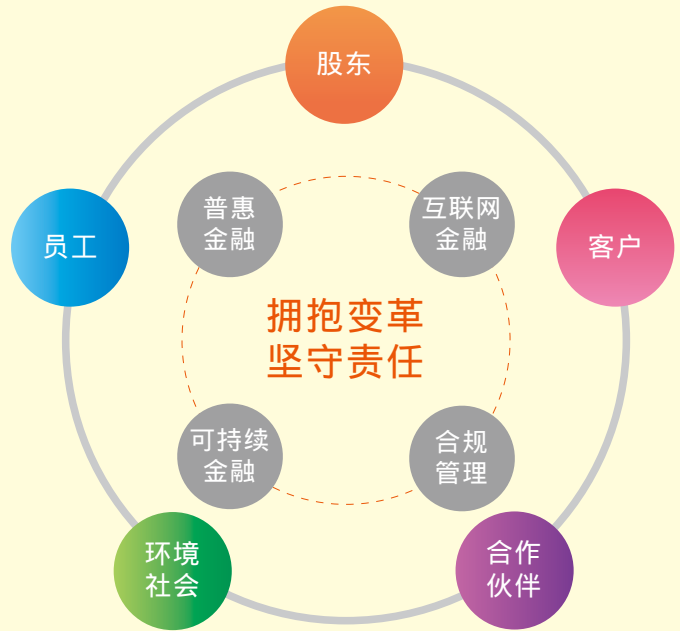 股东
员工
客户
普惠
金融
互联网
金融
拥抱变革
坚守责任
可持续
金融
合规
管理
环境
社会
合作
伙伴